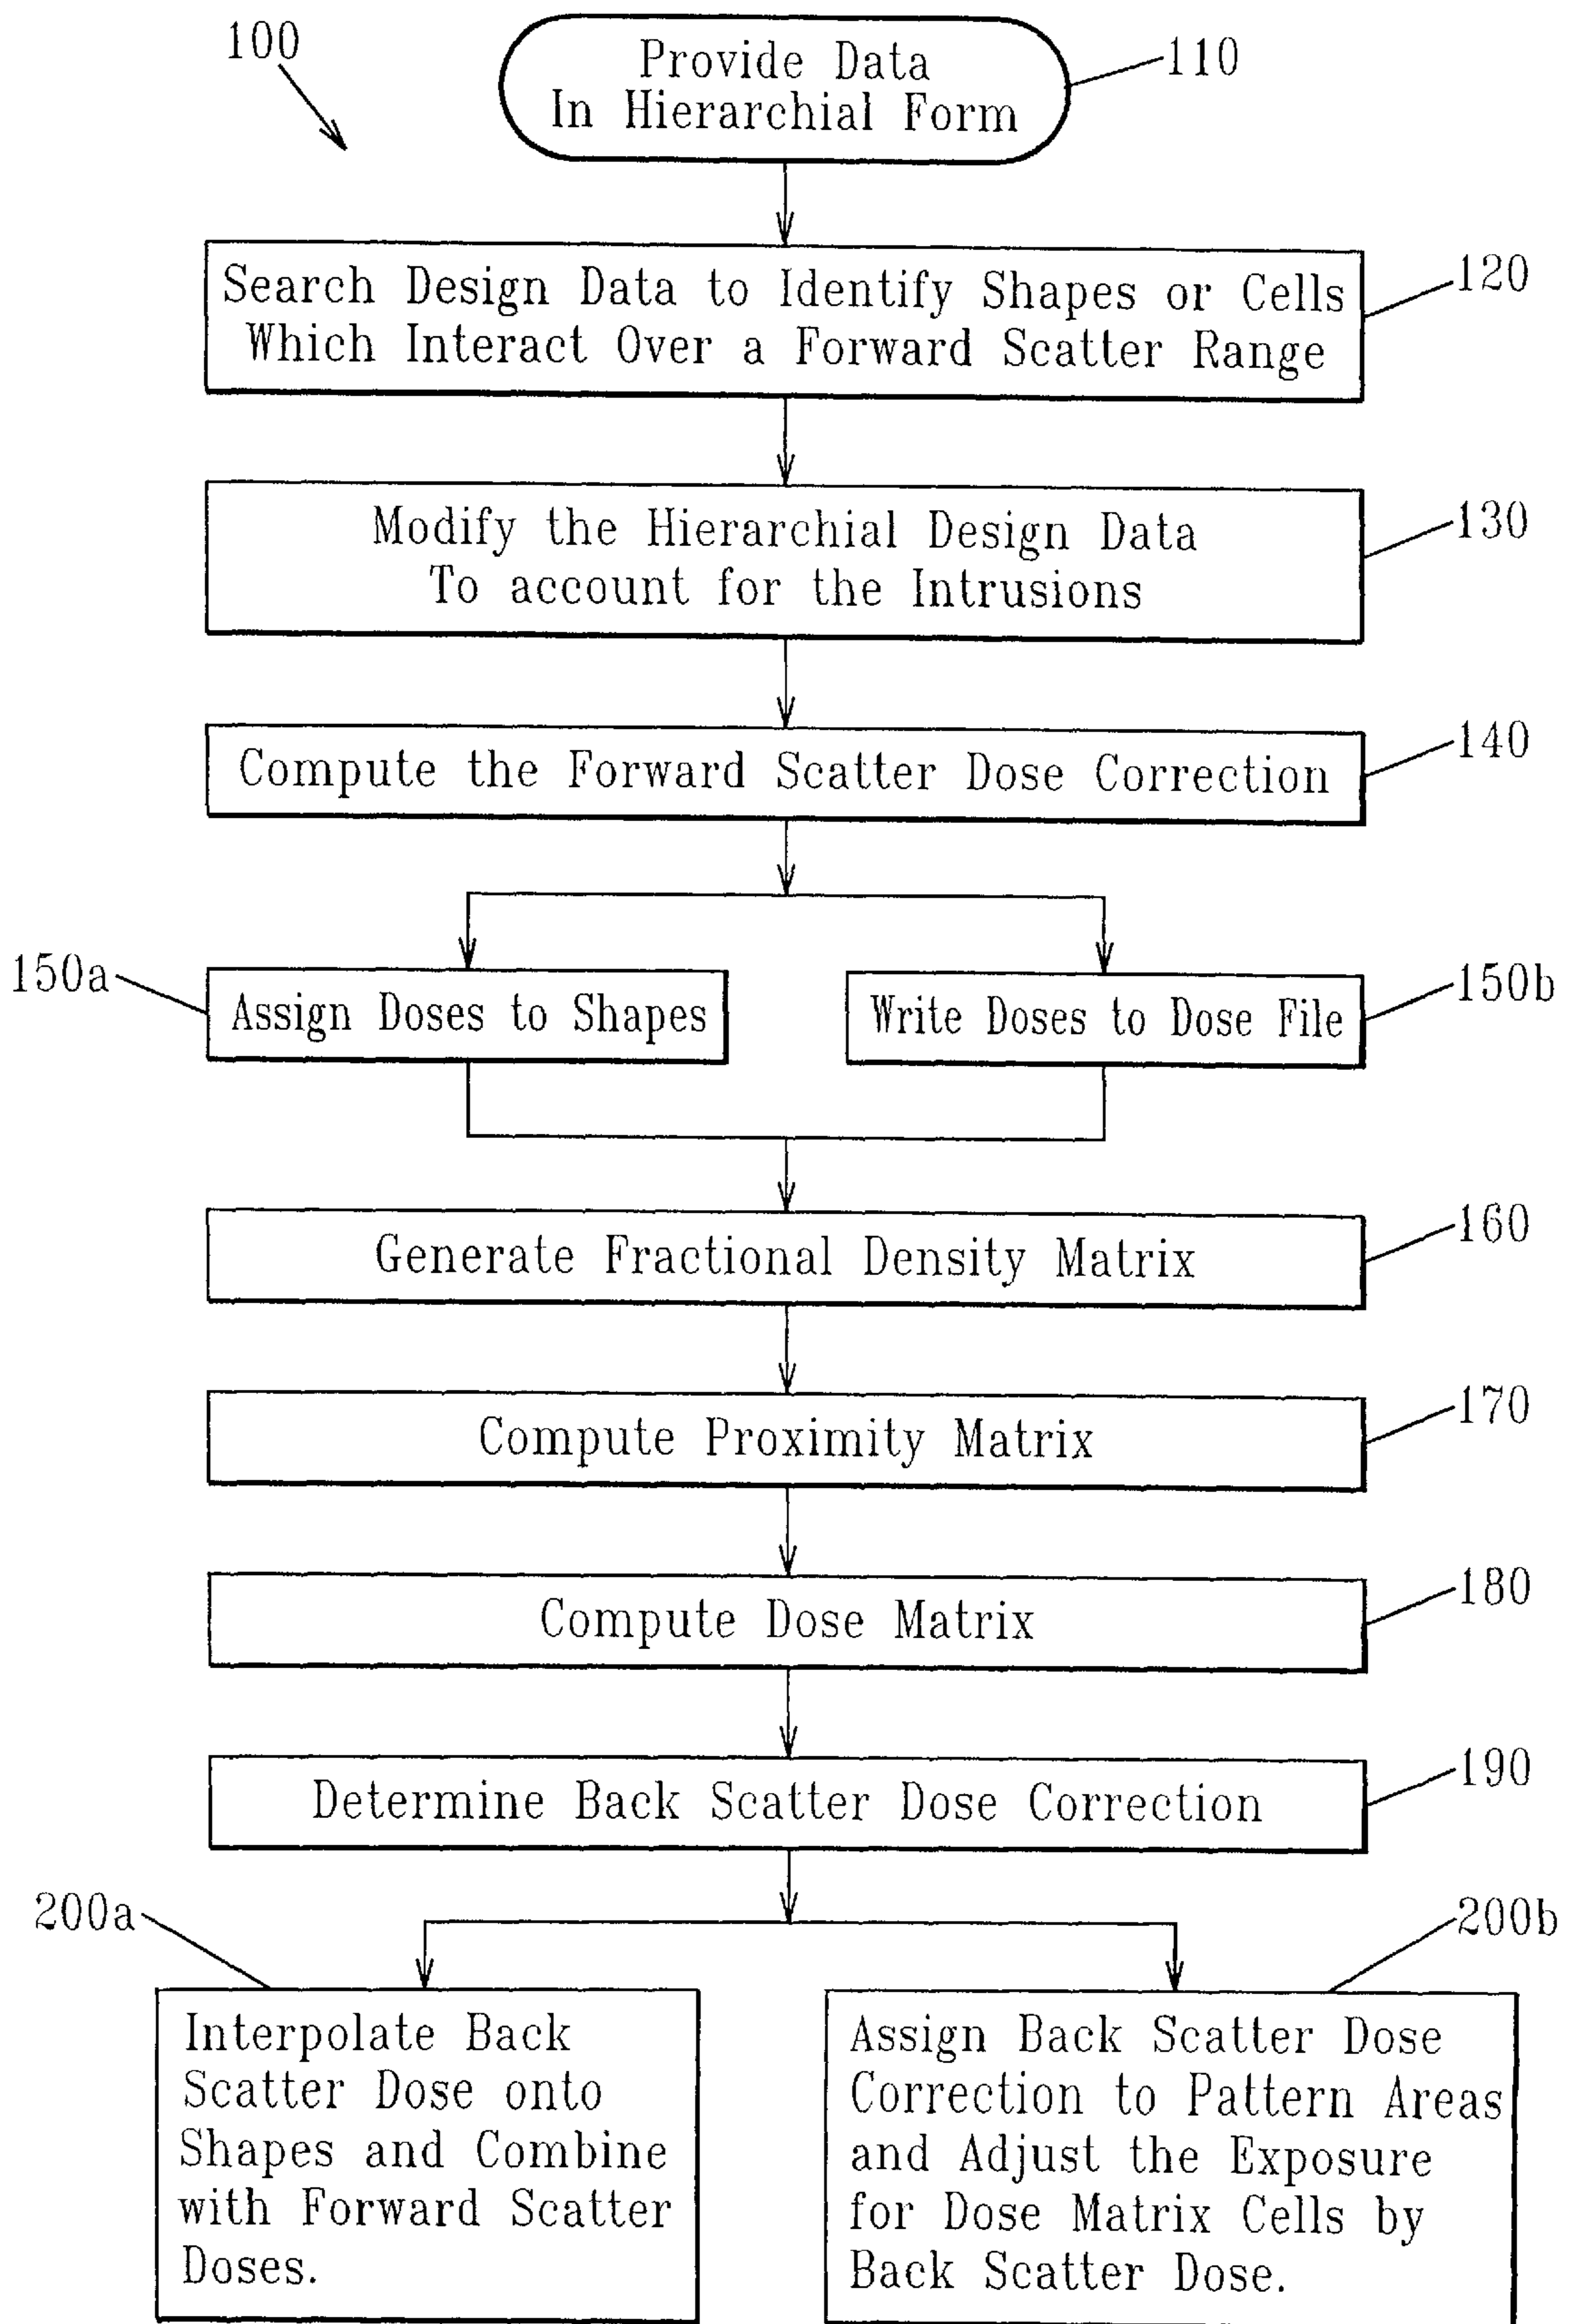 100
Provide Data
In Hierarchial Form
110
Search Design Data to Identify Shapes or Cells
Which Interact Over a Forward Scatter Range
120
Modify the Hierarchial Design Data
To account for the Intrusions
130
Compute the Forward Scatter Dose Correction
140
150a
Assign Doses to Shapes
Write Doses to Dose File
150b
Generate Fractional Density Matrix
160
Compute Proximity Matrix
170
Compute Dose Matrix
180
Determine Back Scatter Dose Correction
190
200a
Interpolate Back
Scatter Dose onto
Shapes and Combine
with Forward Scatter
Doses.
200b
Assign Back Scatter Dose
Correction to Pattern Areas
and Adjust the Exposure
for Dose Matrix Cells by
Back Scatter Dose.